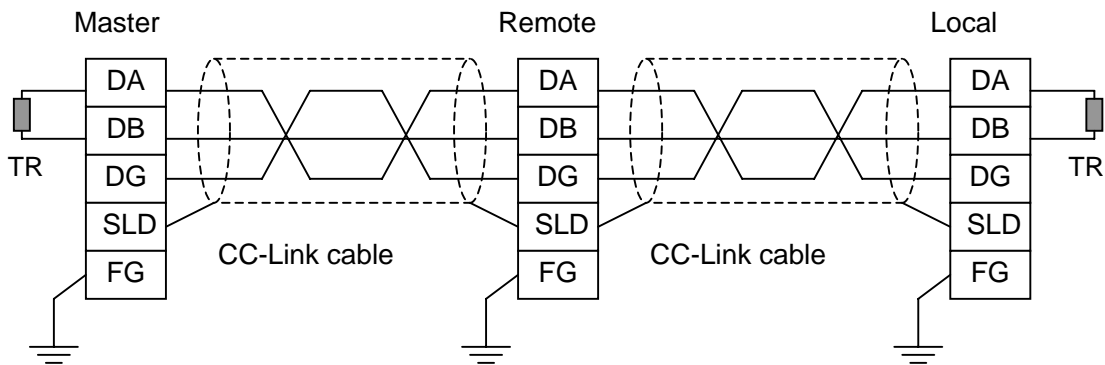 Master Remote Local
DA DA DA
DB DB DB
TR TR
DG DG DG
SLD SLD SLD
CC-Link cable CC-Link cable
FG FG FG